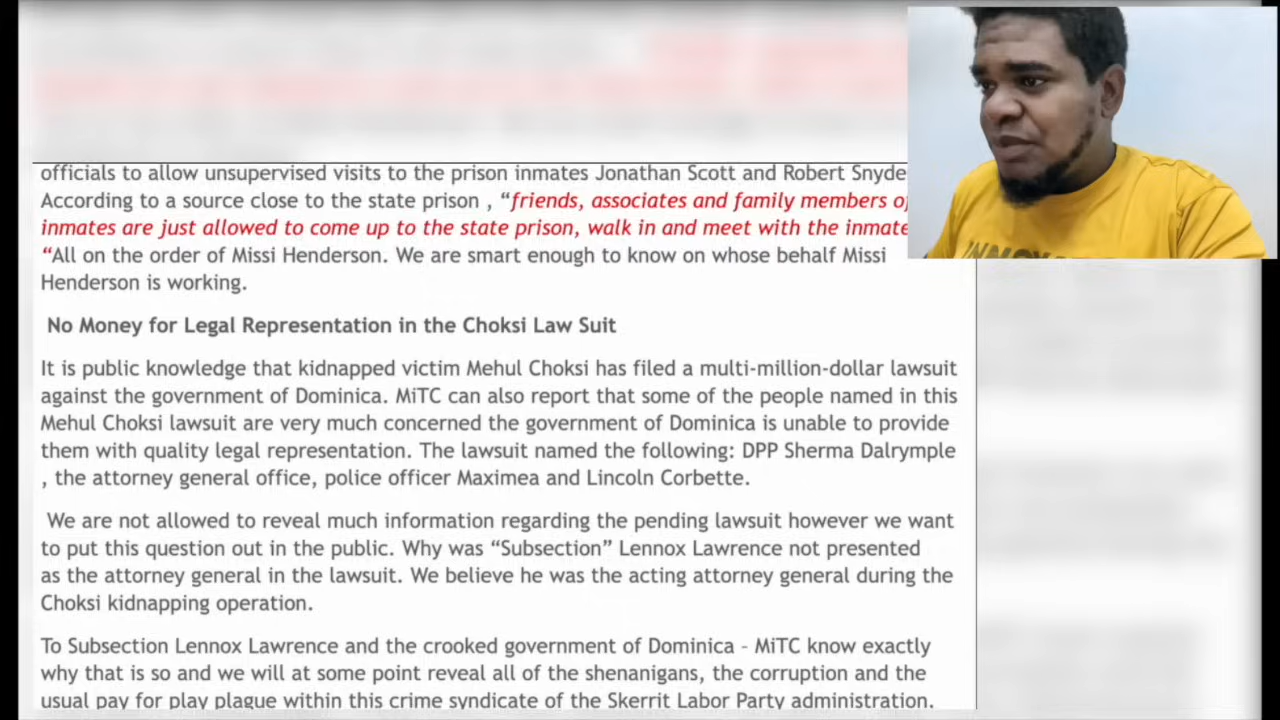 officials to allow unsupervised visits to the prison inmates Jonathan Scott and Robert
According to a source close to the state prison , “friends, associates and family members
inmates are just allowed to come up to the state prison, walk in and meet with the
“All on the order of Missi Henderson. We are smart enough to know on whose behalf Missi
Henderson is working.
No Money for Legal Representation in the Choksi Law Suit
It is public knowledge that kidnapped victim Mehul Choksi has filed a multi-million-dollar lawsuit
against the government of Dominica. MiTC can also report that some of the people named in this
Mehul Choksi lawsuit are very much concerned the government of Dominica is unable to provide
them with quality legal representation. The lawsuit named the following: DPP Sherma Dalrymple
, the attorney general office, police officer Maximea and Lincoln Corbette.
We are not allowed to reveal much information regarding the pending lawsuit however we want
to put this question out in the public. Why was “Subsection” Lennox Lawrence not presented
as the attorney general in the lawsuit. We believe he was the acting attorney general during the
Choksi kidnapping operation.
To Subsection Lennox Lawrence and the crooked government of Dominica - MiTC know exactly
why that is so and we will at some point reveal all of the shenanigans, the corruption and the
usual pay for play plague within this crime syndicate of the Skerrit Labor Party administration.